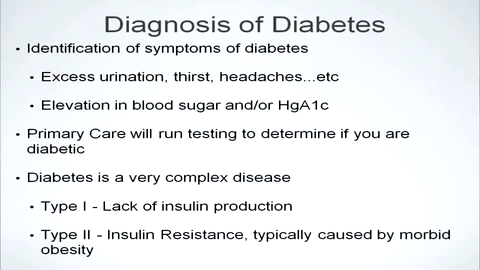 Diagnosis of Diabetes
• Identification of symptoms of diabetes
• Excess urination, thirst, headaches...etc
• Elevation in blood sugar and/or HgA1c
• Primary Care will run testing to determine if you are
diabetic
• Diabetes is a very complex disease
• Type I - Lack of insulin production
• Type II - Insulin Resistance, typically caused by morbid
obesity